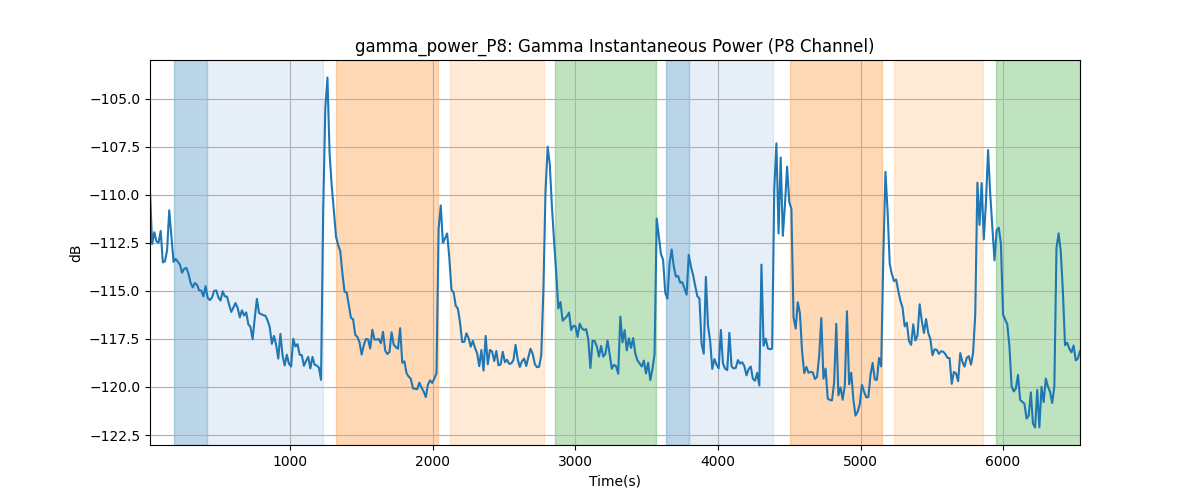 gamma_power_P8: Gamma Instantaneous Power (P8 Channel)
−105.0
−107.5
−110.0
−112.5
−115.0
−117.5
−120.0
−122.5
dB
1000 2000 3000 4000 5000 6000
Time(s)